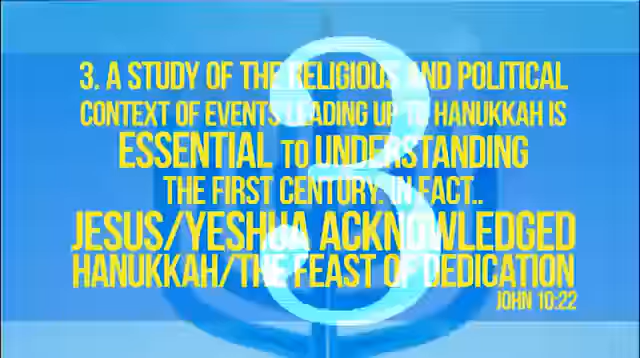 3. A STUDY OF THE RELIGIOUS AND POLITICAL
CONTEXT OF EVENTS LEADING UP TO HANUKKAH IS
ESSENTIAL TO UNDERSTANDING
THE FIRST CENTURY. IN FACT..
JESUS/YESHUA ACKNOWLEDGED
HANUKKAH/THE FEAST OF DEDICATION
JOHN 10:22
3